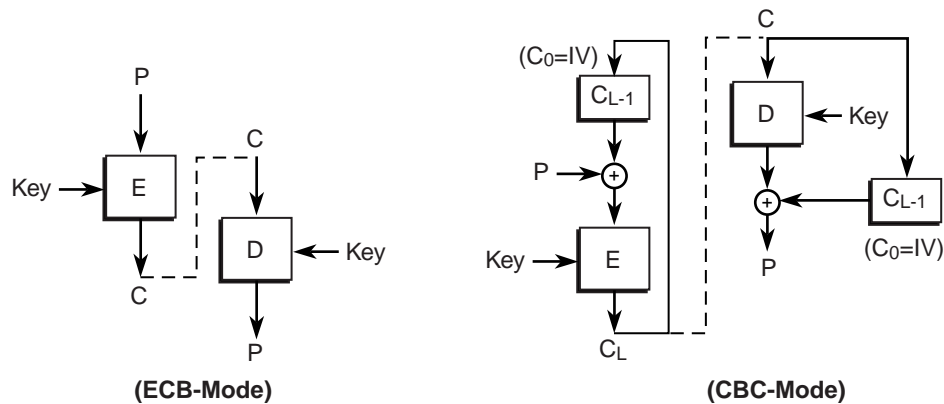 P
Key
E
C
C
D
Key
P
(ECB-Mode)
(C0=IV)
CL-1
P
+
Key
E
CL
C
D
Key
+
CL-1
(C0=IV)
P
(CBC-Mode)